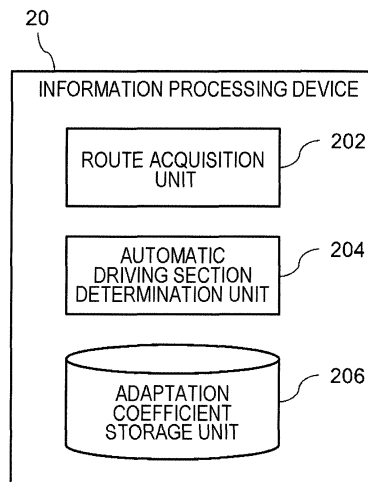 20
INFORMATION PROCESSING DEVICE
ROUTE ACQUISITION
UNIT
202
AUTOMATIC
DRIVING SECTION
DETERMINATION UNIT
204
ADAPTATION
COEFFICIENT
STORAGE UNIT
206